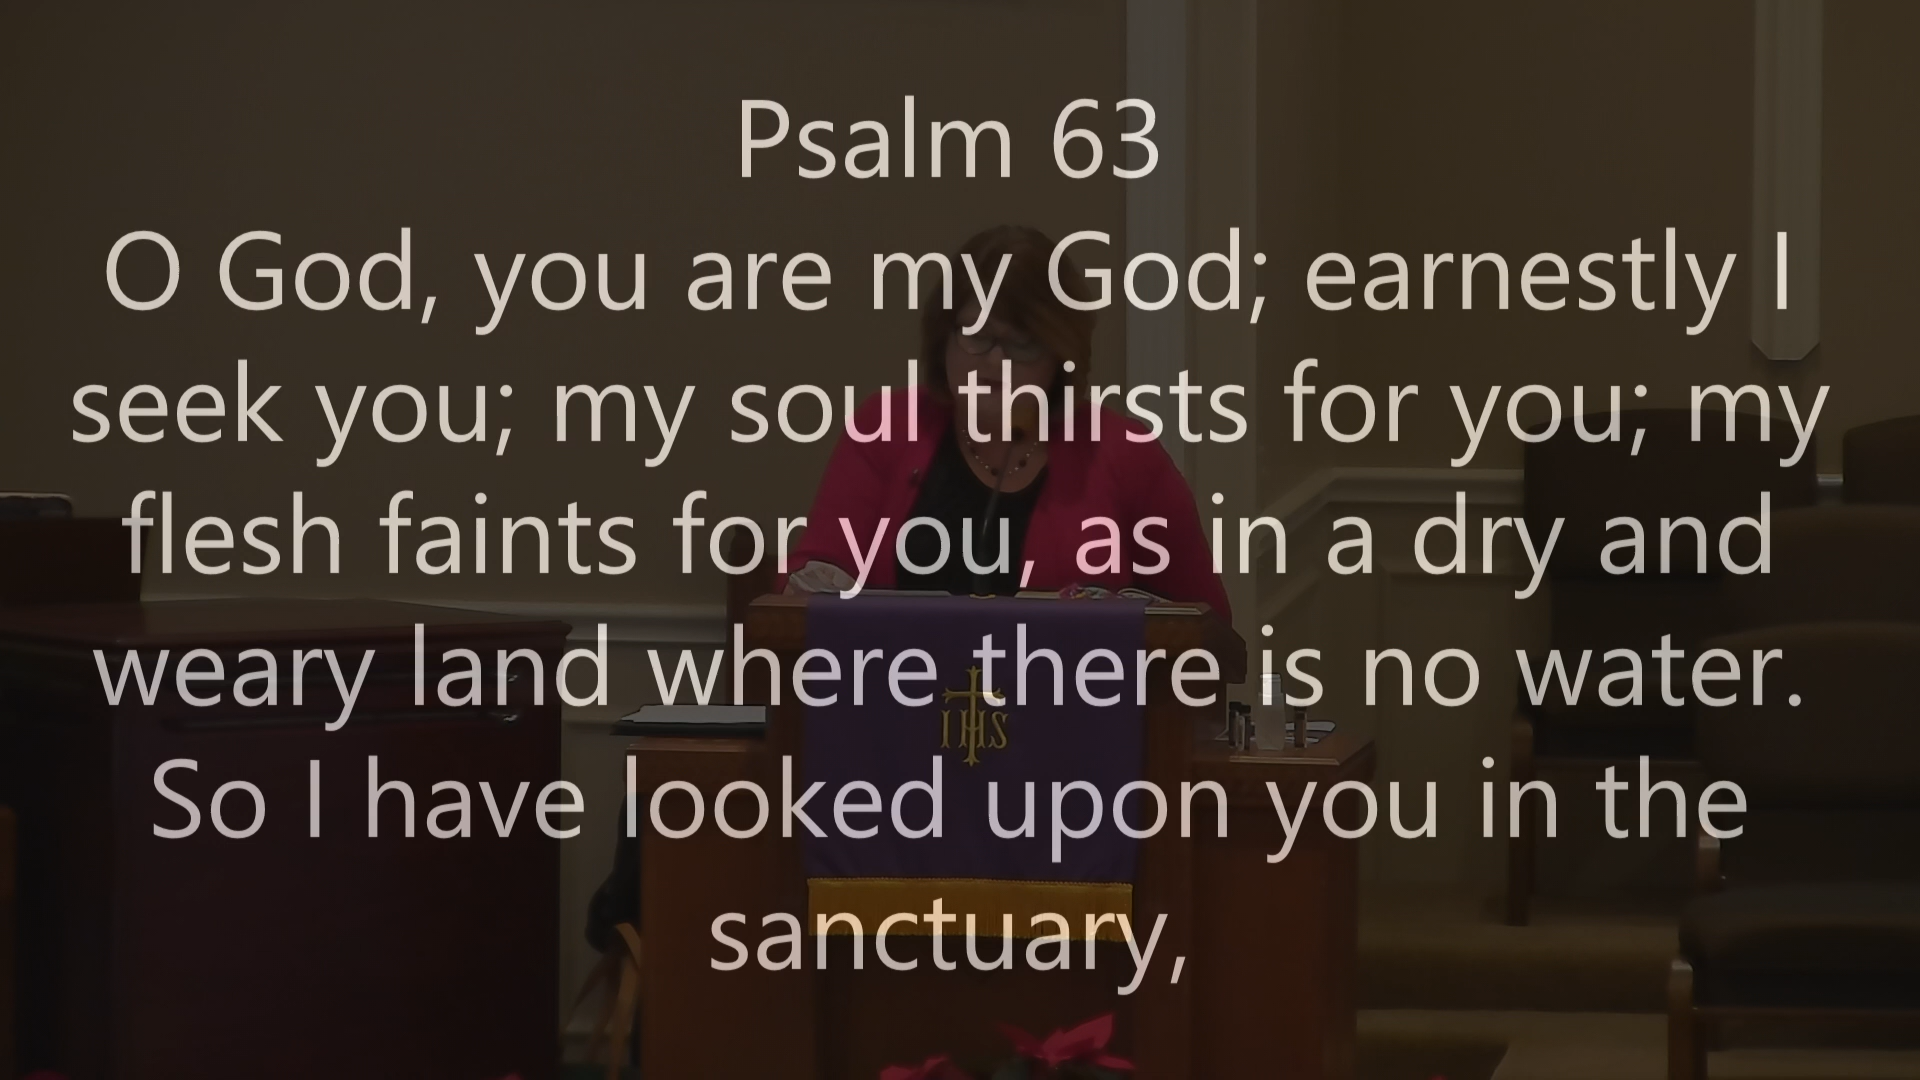 Psalm 63
O God, you are my God; earnestly I
seek you; my soul thirsts for you; my
flesh faints for you, as in a dry and
weary land where there is no water.
So I have looked upon you in the
sanctuary,
IHS